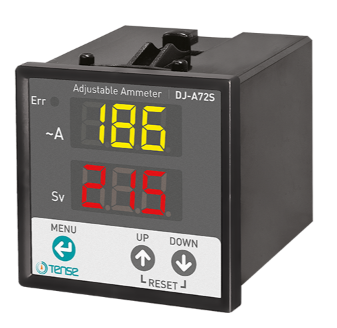 Adjustable Ammeter DJ-A72S
Err
~A 186
Sv 215
MENU
UP DOWN
RESET
TENSE